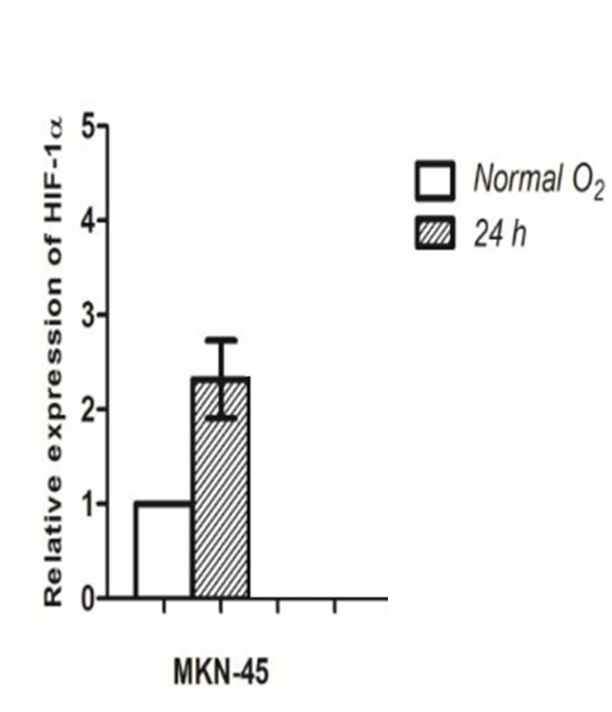 Relative expression of HIF-1α
5
4
3
2
1
0
MKN-45
Normal O₂
24 h